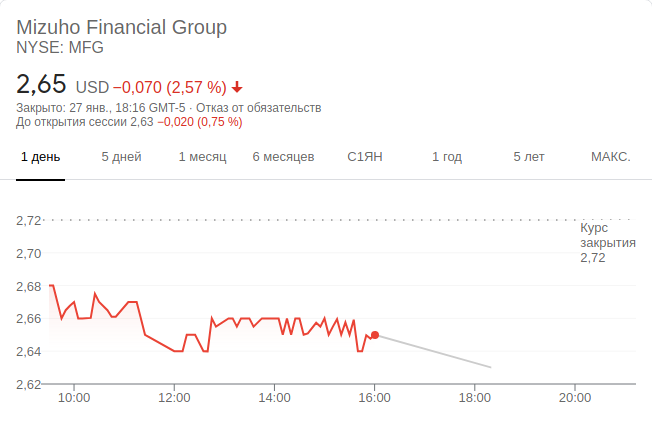 Mizuho Financial Group
NYSE: MFG
2,65 USD −0,070 (2,57 %)
Закрыто: 27 янв., 18:16 GMT-5 · Отказ от обязательств
До открытия сессии 2,63 −0,020 (0,75 %)
1 день 5 дней 1 месяц 6 месяцев С1ЯН 1 год 5 лет МАКС.
2,72
Курс
закрытия
2,72
2,70
2,68
2,66
2,64
2,62
10:00 12:00 14:00 16:00 18:00 20:00